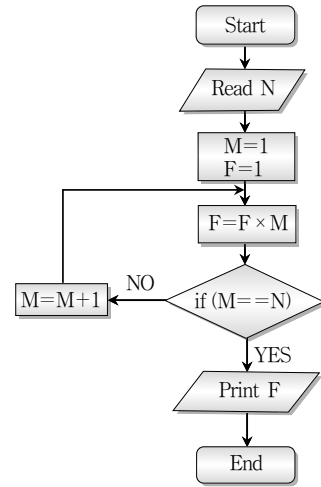 Start
Read N
M=1
F=1
F=F×M
if (M==N)
NO
M=M+1
YES
Print F
End